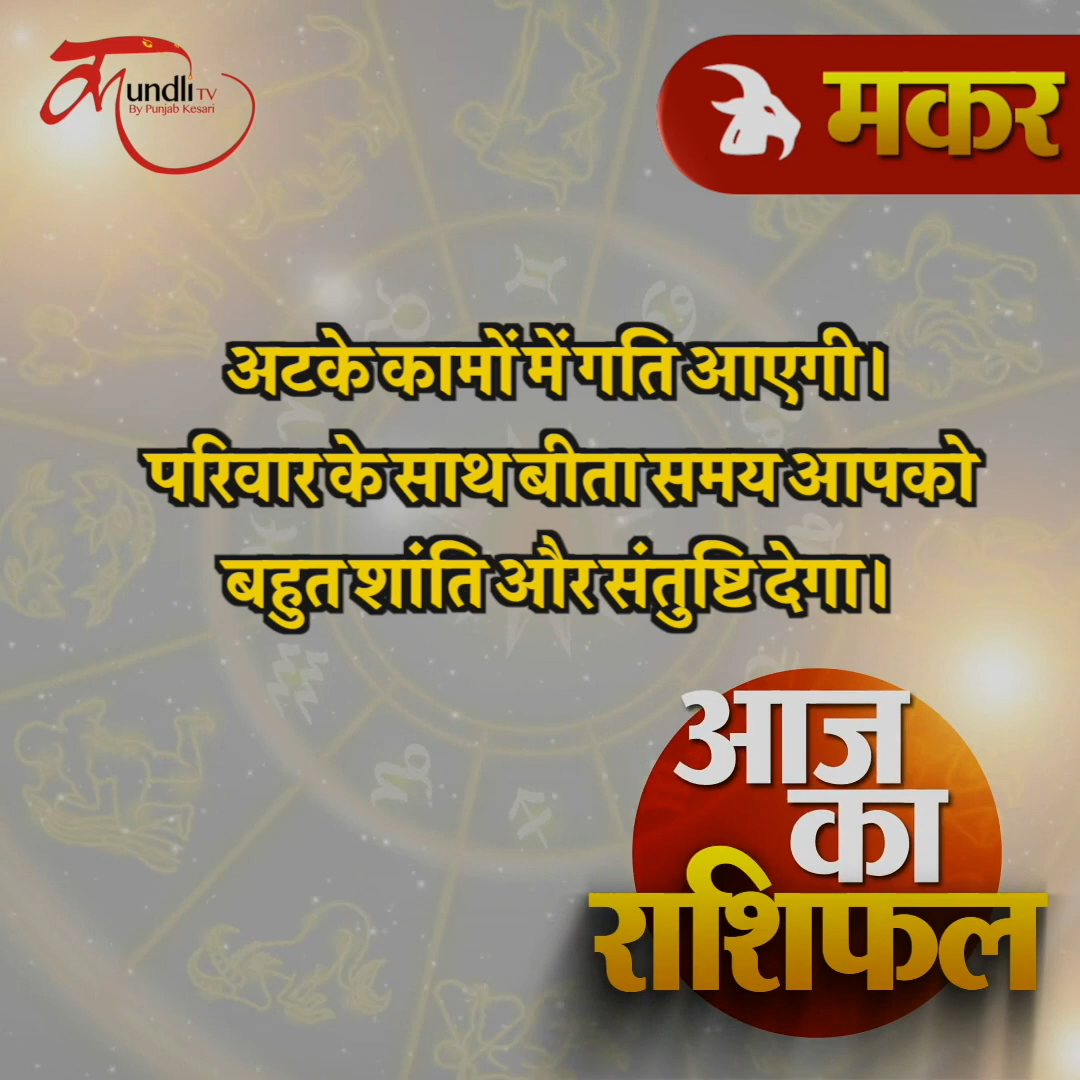 कुundli TV
By Punjab Kesari
मकर
अटके कामों में गति आएगी।
परिवार के साथ बीता समय आपको
बहुत शांति और संतुष्टि देगा।
आज
का
राशिफल